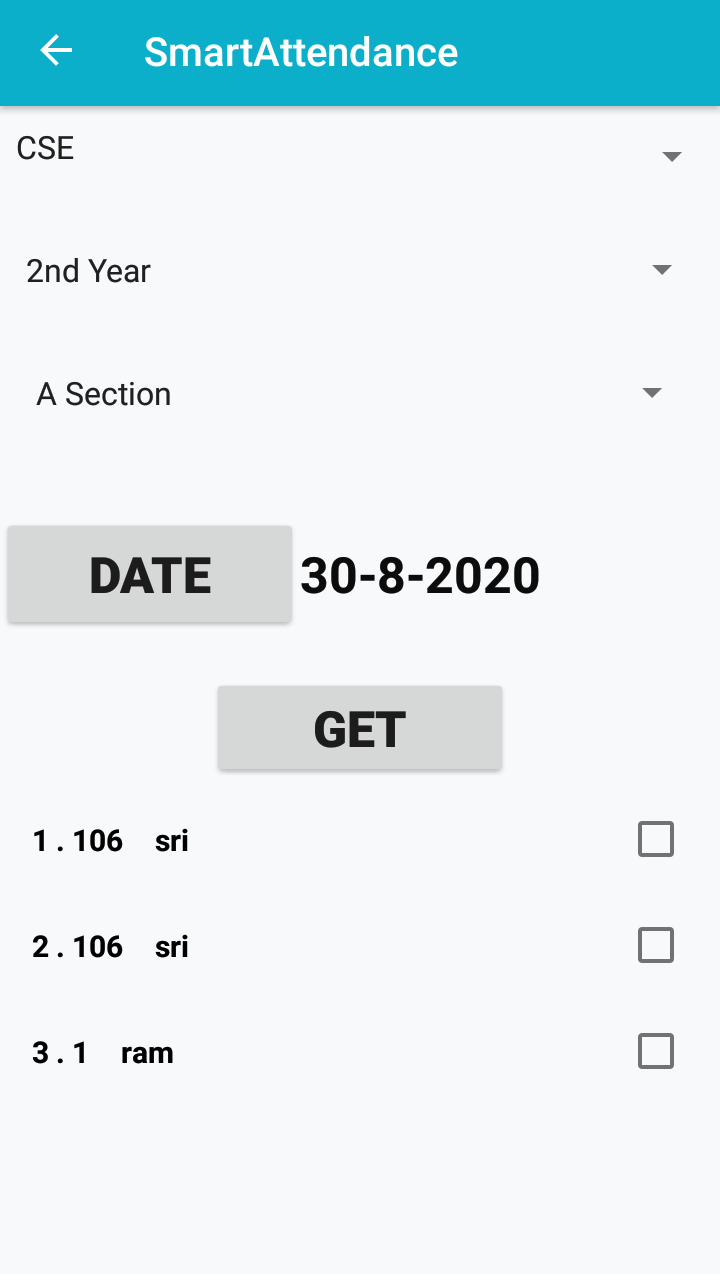 SmartAttendance
CSE
2nd Year
A Section
DATE 30-8-2020
GET
1 . 106 sri
2 . 106 sri
3 . 1 ram